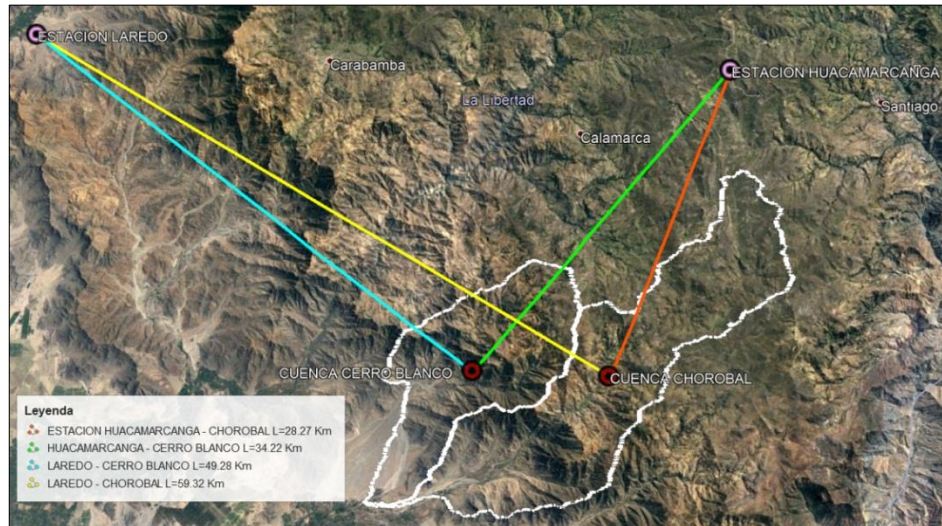 ESTACION LAREDO
Carabamba
ESTACION HUACAMARCANGA
La Libertad
Santiago
Calamarca
CUENCA CERRO BLANCO
CUENCA CHOROBAL
Leyenda
ESTACION HUACAMARCANGA - CHOROBAL L=28.27 Km
HUACAMARCANGA - CERRO BLANCO L=34.22 Km
LAREDO - CERRO BLANCO L=49.28 Km
LAREDO - CHOROBAL L=59.32 Km